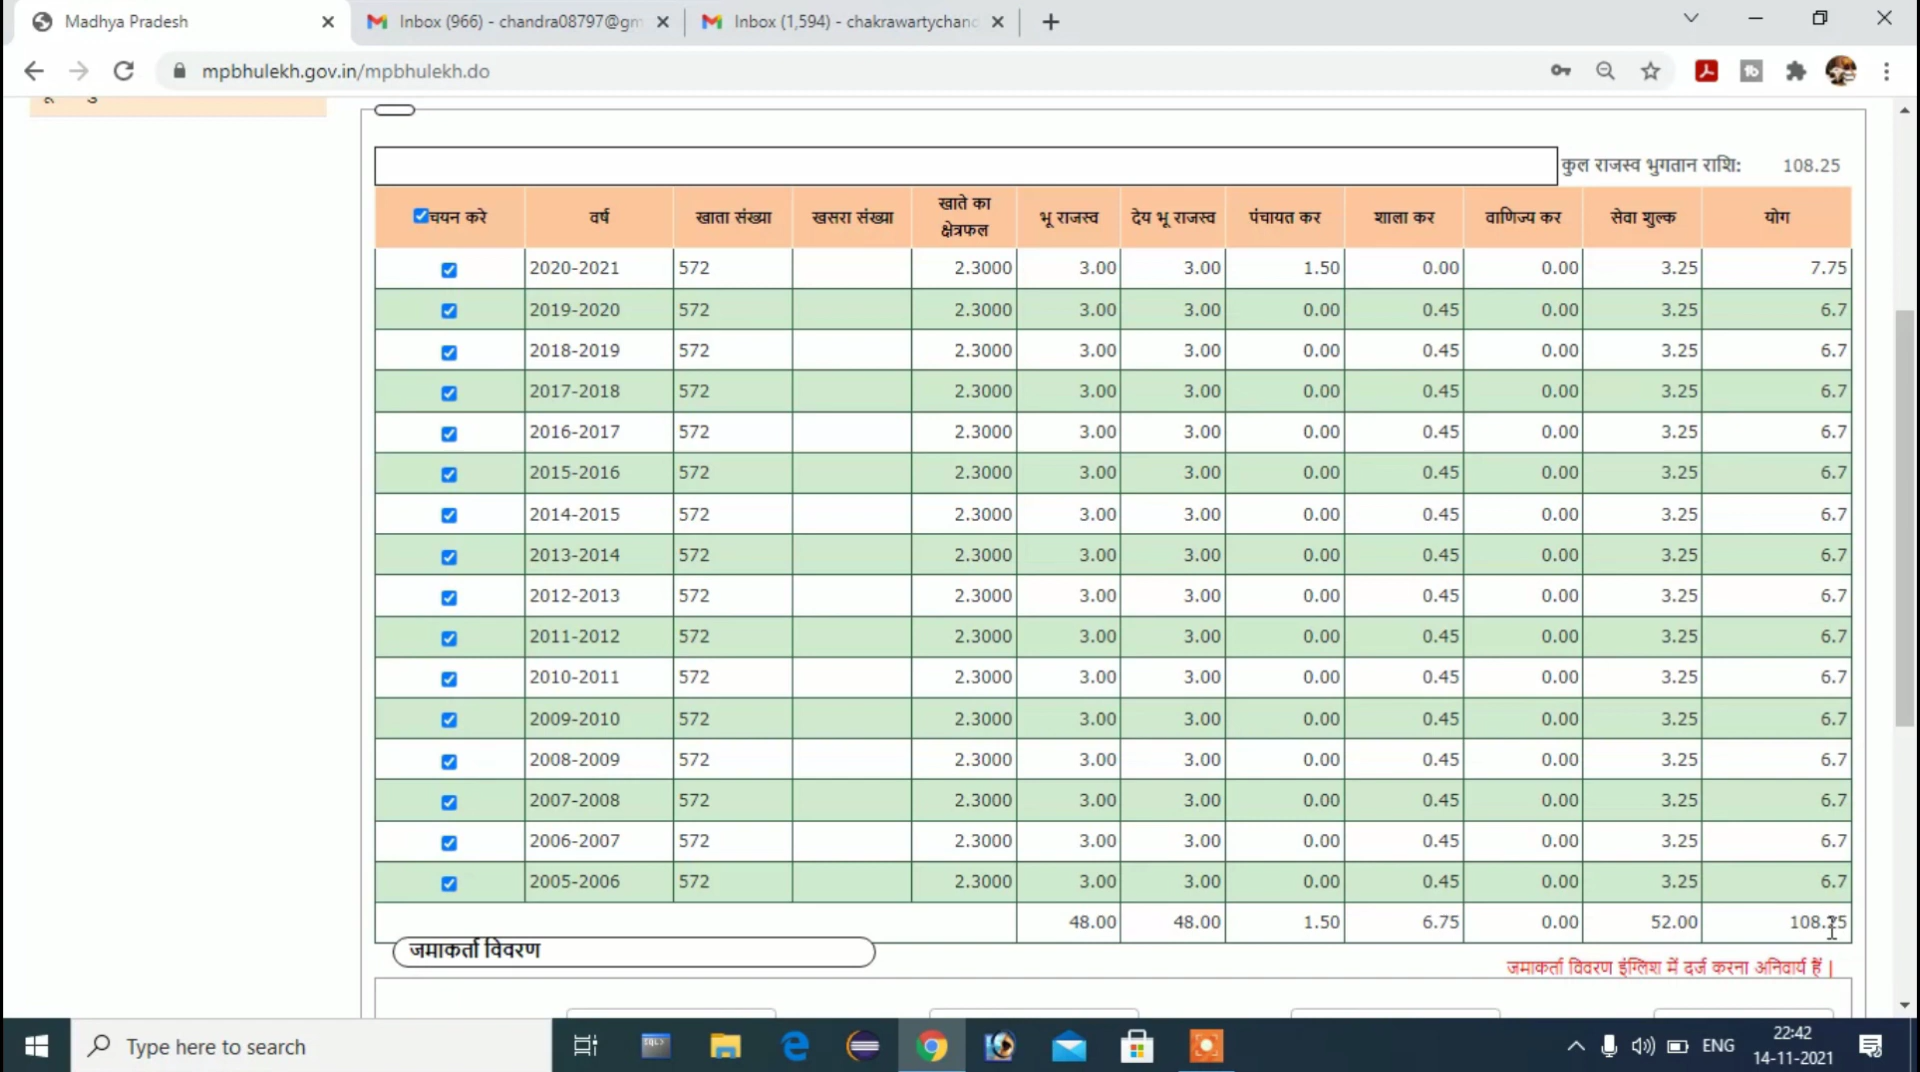 Madhya Pradesh
Inbox (966) - chandra08797@gm
Inbox (1,594) - chakrawartychand
mpbhulekh.gov.in/mpbhulekh.do
कुल राजस्व भुगतान राशि: 108.25
चयन करे वर्ष खाता संख्या खसरा संख्या खाते का क्षेत्रफल भू राजस्व देय भू राजस्व पंचायत कर शाला कर वाणिज्य कर सेवा शुल्क योग
2020-2021 572 2.3000 3.00 3.00 1.50 0.00 0.00 3.25 7.75
2019-2020 572 2.3000 3.00 3.00 0.00 0.45 0.00 3.25 6.7
2018-2019 572 2.3000 3.00 3.00 0.00 0.45 0.00 3.25 6.7
2017-2018 572 2.3000 3.00 3.00 0.00 0.45 0.00 3.25 6.7
2016-2017 572 2.3000 3.00 3.00 0.00 0.45 0.00 3.25 6.7
2015-2016 572 2.3000 3.00 3.00 0.00 0.45 0.00 3.25 6.7
2014-2015 572 2.3000 3.00 3.00 0.00 0.45 0.00 3.25 6.7
2013-2014 572 2.3000 3.00 3.00 0.00 0.45 0.00 3.25 6.7
2012-2013 572 2.3000 3.00 3.00 0.00 0.45 0.00 3.25 6.7
2011-2012 572 2.3000 3.00 3.00 0.00 0.45 0.00 3.25 6.7
2010-2011 572 2.3000 3.00 3.00 0.00 0.45 0.00 3.25 6.7
2009-2010 572 2.3000 3.00 3.00 0.00 0.45 0.00 3.25 6.7
2008-2009 572 2.3000 3.00 3.00 0.00 0.45 0.00 3.25 6.7
2007-2008 572 2.3000 3.00 3.00 0.00 0.45 0.00 3.25 6.7
2006-2007 572 2.3000 3.00 3.00 0.00 0.45 0.00 3.25 6.7
2005-2006 572 2.3000 3.00 3.00 0.00 0.45 0.00 3.25 6.7
48.00 48.00 1.50 6.75 0.00 52.00 108.25
जमाकर्ता विवरण
जमाकर्ता विवरण इंग्लिश में दर्ज करना अनिवार्य हैं |
Type here to search
ENG
22:42
14-11-2021